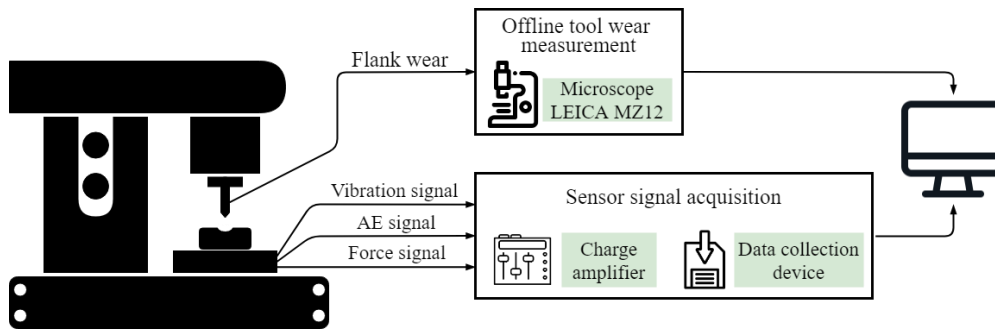 Offline tool wear
measurement
Flank wear
Microscope
LEICA MZ12
Vibration signal
Sensor signal acquisition
AE signal
Force signal
Charge
amplifier
Data collection
device